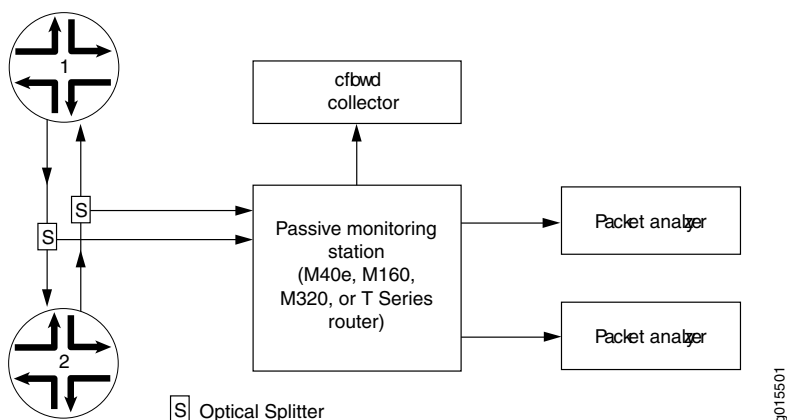 1
cfbwd
collector
S
S
Passive monitoring
station
(M40e, M160,
M320, or T Series
router)
Packet analyzer
Packet analyzer
2
S Optical Splitter
g015501